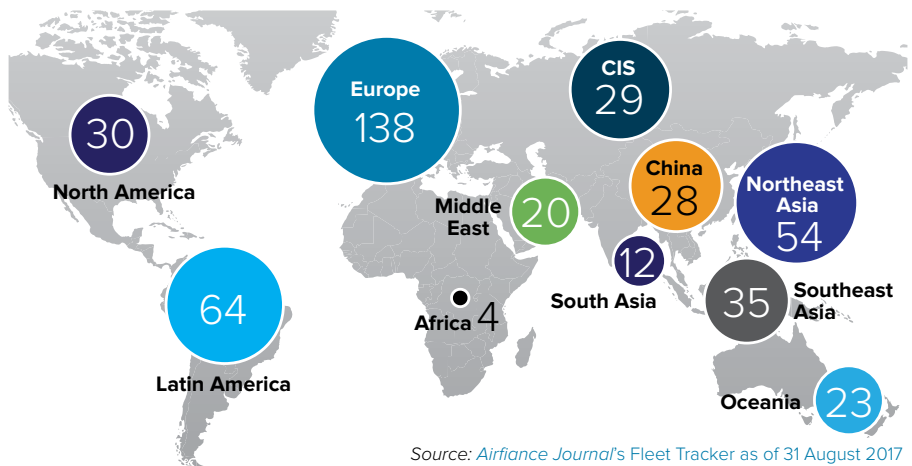 Europe
138
CIS
29
30
North America
China
28
Northeast
Asia
54
Middle
East
20
12
South Asia
64
Latin America
Africa 4
35
Southeast
Asia
Oceania
23
Source: Airfiance Journal's Fleet Tracker as of 31 August 2017